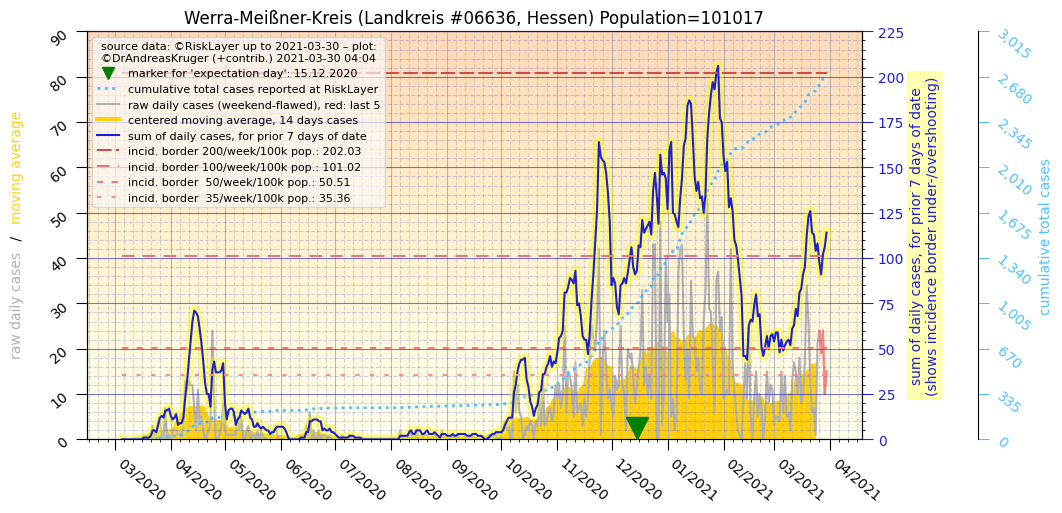 Werra-Meißner-Kreis (Landkreis #06636, Hessen) Population=101017
source data: ©RiskLayer up to 2021-03-30 – plot:
©DrAndreasKruger (+contrib.) 2021-03-30 04:04
marker for 'expectation day': 15.12.2020
cumulative total cases reported at RiskLayer
raw daily cases (weekend-flawed), red: last 5
centered moving average, 14 days cases
sum of daily cases, for prior 7 days of date
incid. border 200/week/100k pop.: 202.03
incid. border 100/week/100k pop.: 101.02
incid. border 50/week/100k pop.: 50.51
incid. border 35/week/100k pop.: 35.36
raw daily cases / moving average
90
80
70
60
50
40
30
20
10
0
03/2020
04/2020
05/2020
06/2020
07/2020
08/2020
09/2020
10/2020
11/2020
12/2020
01/2021
02/2021
03/2021
04/2021
225
200
175
150
125
100
75
50
25
0
sum of daily cases, for prior 7 days of date
(shows incidence border under-/overshooting)
3,015
2,680
2,345
2,010
1,675
1,340
1,005
670
335
0
cumulative total cases